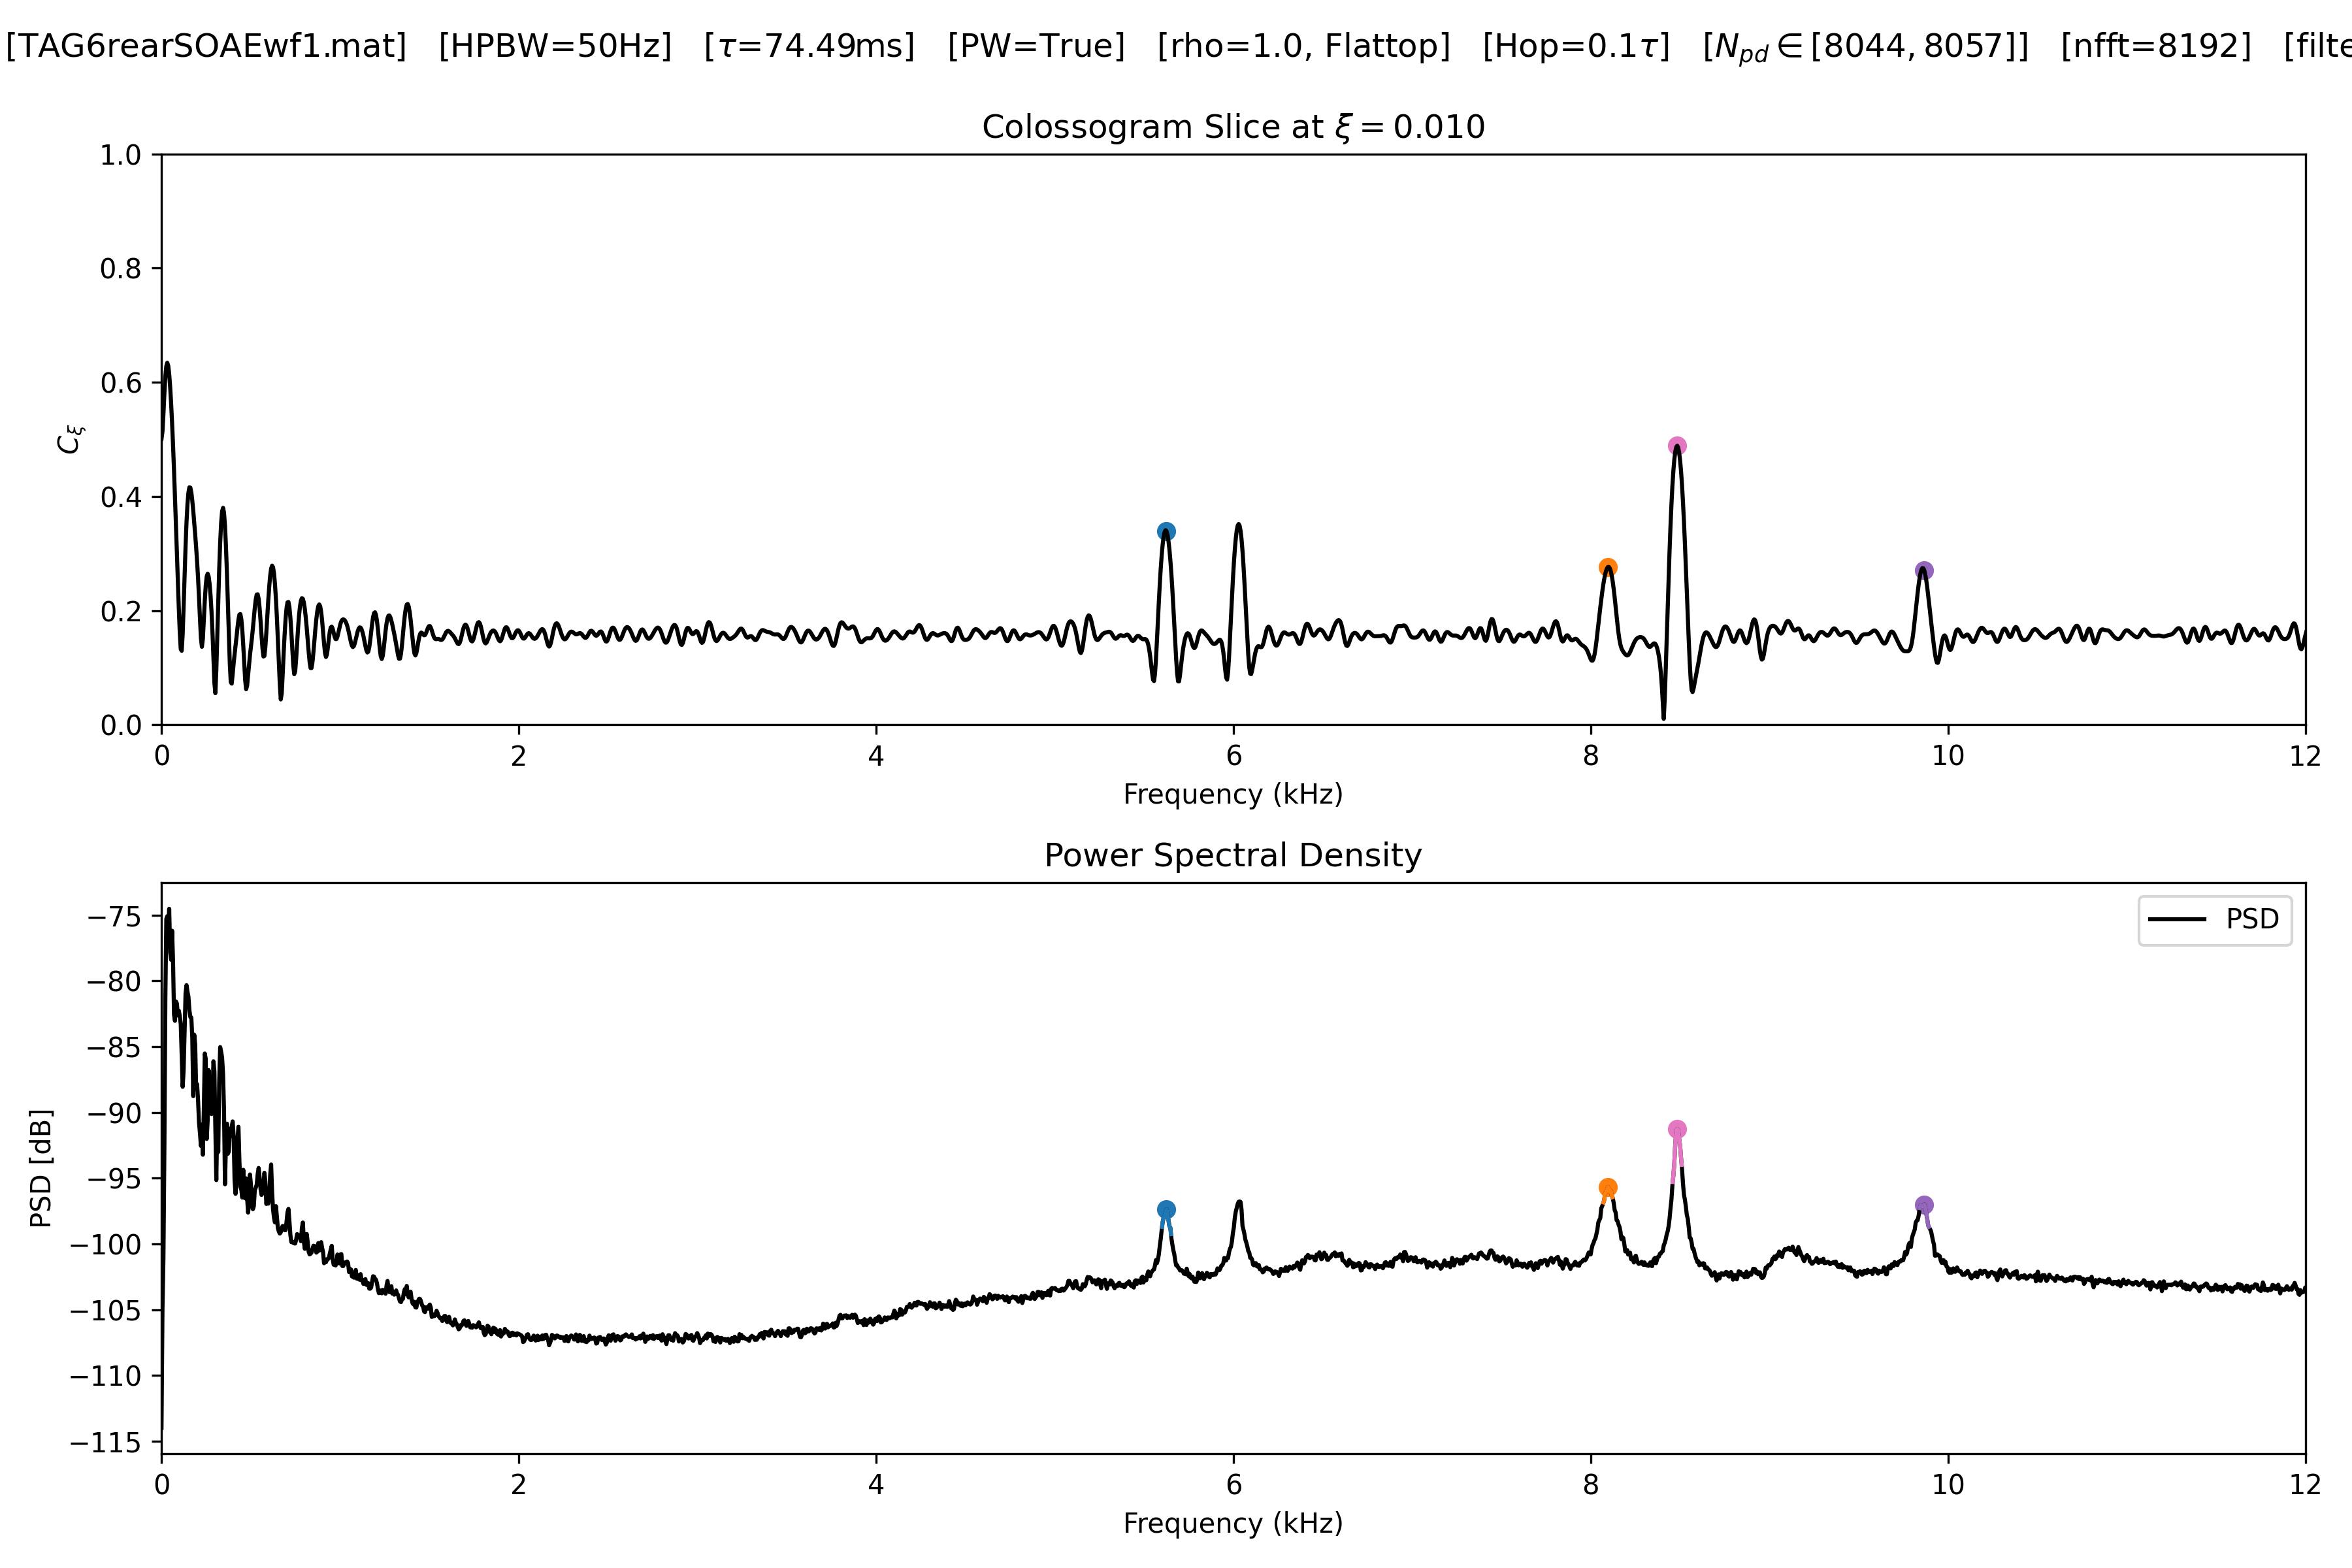 [TAG6rearSOAEwf1.mat] [HPBW=50Hz] [τ=74.49ms] [PW=True] [rho=1.0, Flattop] [Hop=0.1τ] [N_pd ∈ [8044, 8057]] [nfft=8192] [filte
Colossogram Slice at ξ = 0.010
1.0
0.8
0.6
0.4
0.2
0.0
C_ξ
0 2 4 6 8 10 12
Frequency (kHz)
Power Spectral Density
PSD
−75
−80
−85
−90
−95
−100
−105
−110
−115
PSD [dB]
0 2 4 6 8 10 12
Frequency (kHz)